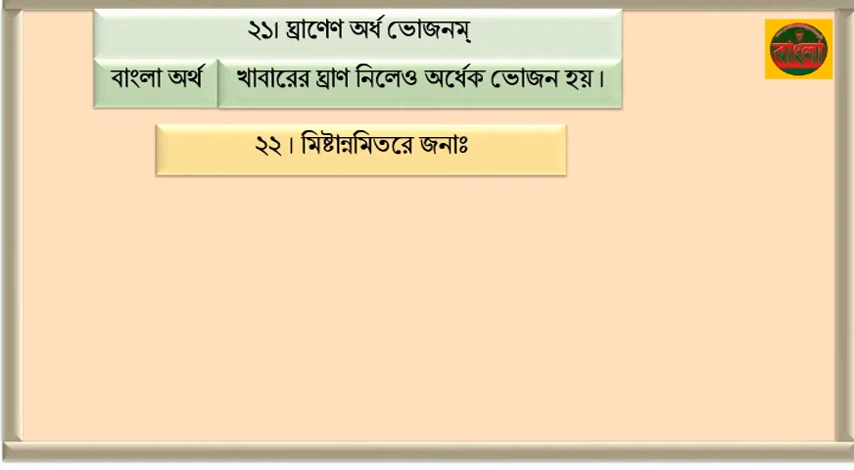 ২১। ঘ্রাণেণ অর্ধ ভোজনম্
বাংলা অর্থ খাবারের ঘ্রাণ নিলেও অর্ধেক ভোজন হয়।
বাংলা
২২। মিষ্টান্নমিতরে জনাঃ